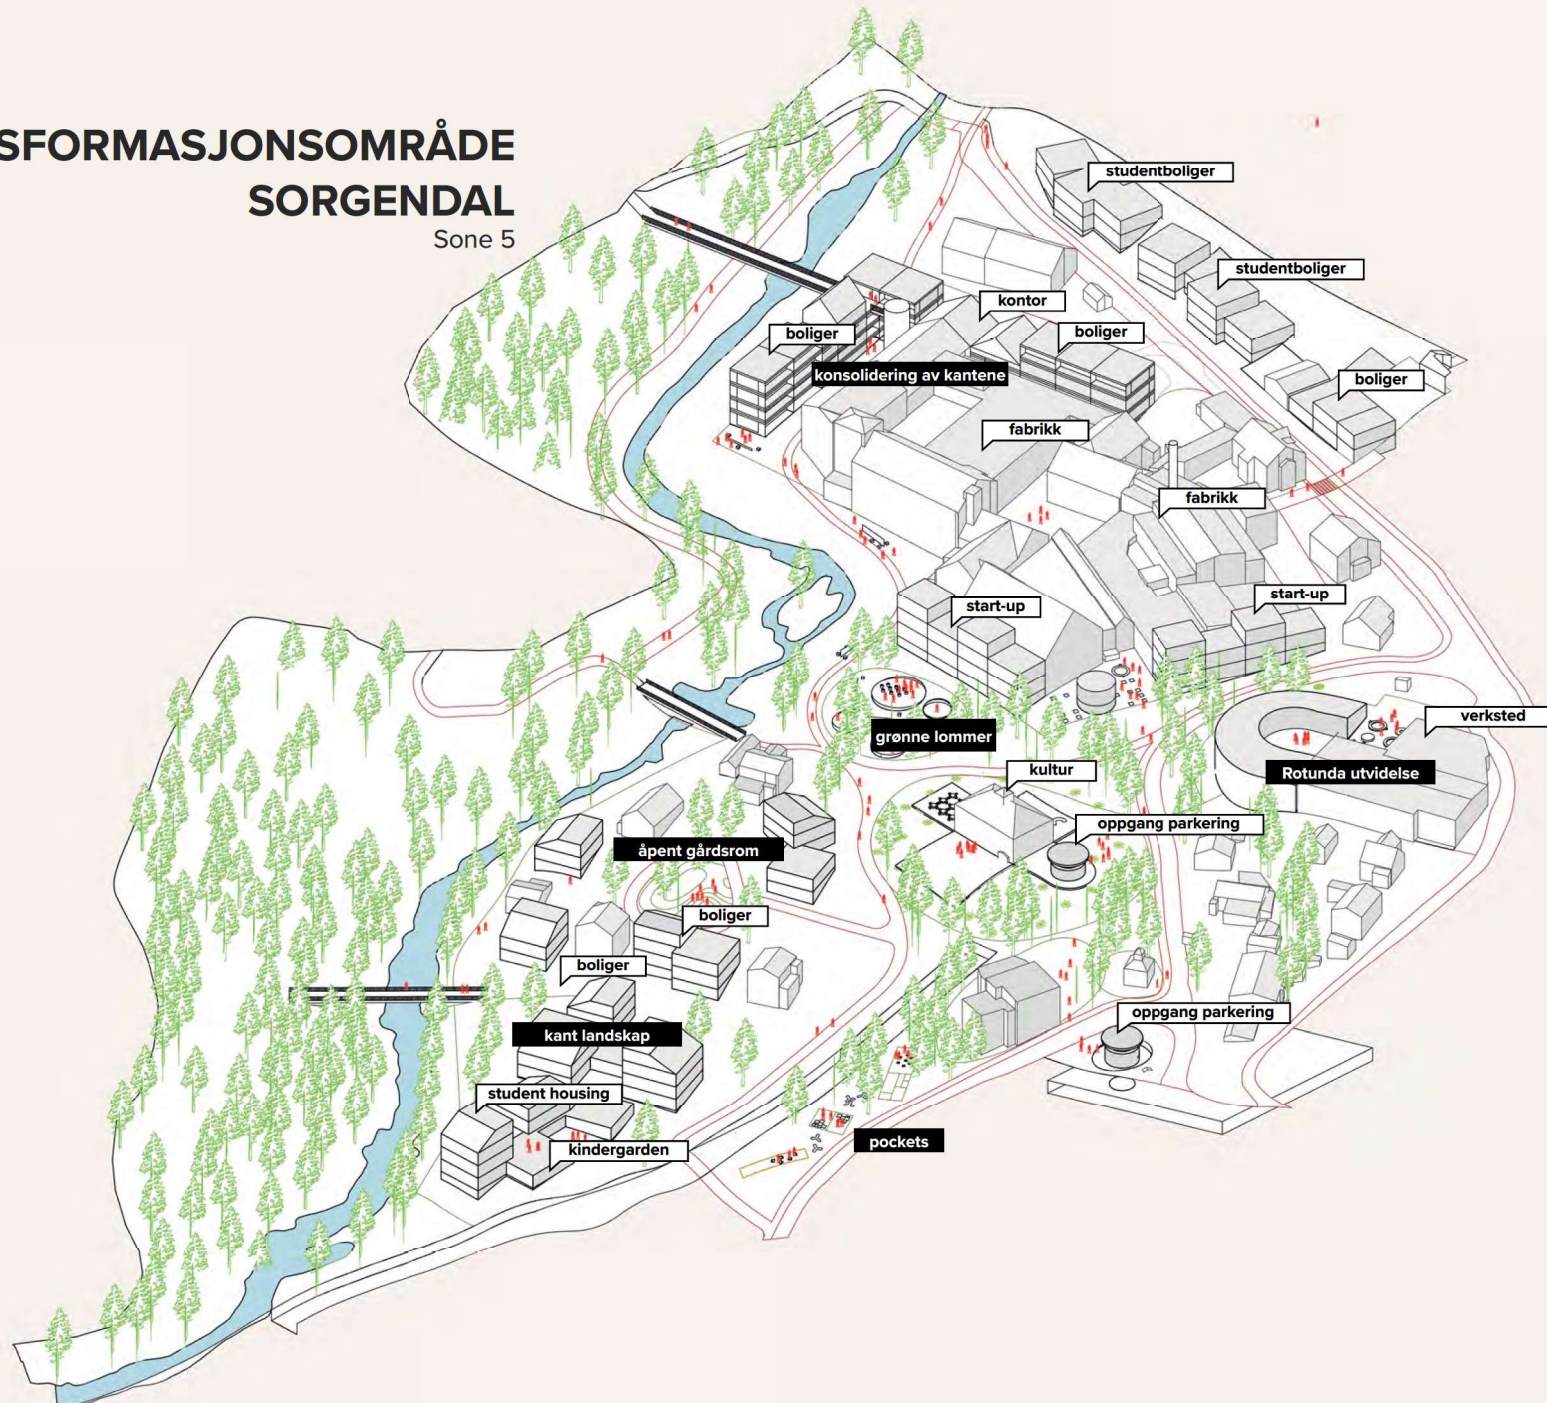 SFORMASJONSOMRÅDE
SORGENDAL
Sone 5
studentboliger
studentboliger
kontor
boliger
boliger
konsolidering av kantene
boliger
fabrikk
fabrikk
start-up
start-up
verksted
grønne lommer
kultur
Rotunda utvidelse
oppgang parkering
åpent gårdsrom
boliger
boliger
oppgang parkering
kant landskap
student housing
pockets
kindergarden